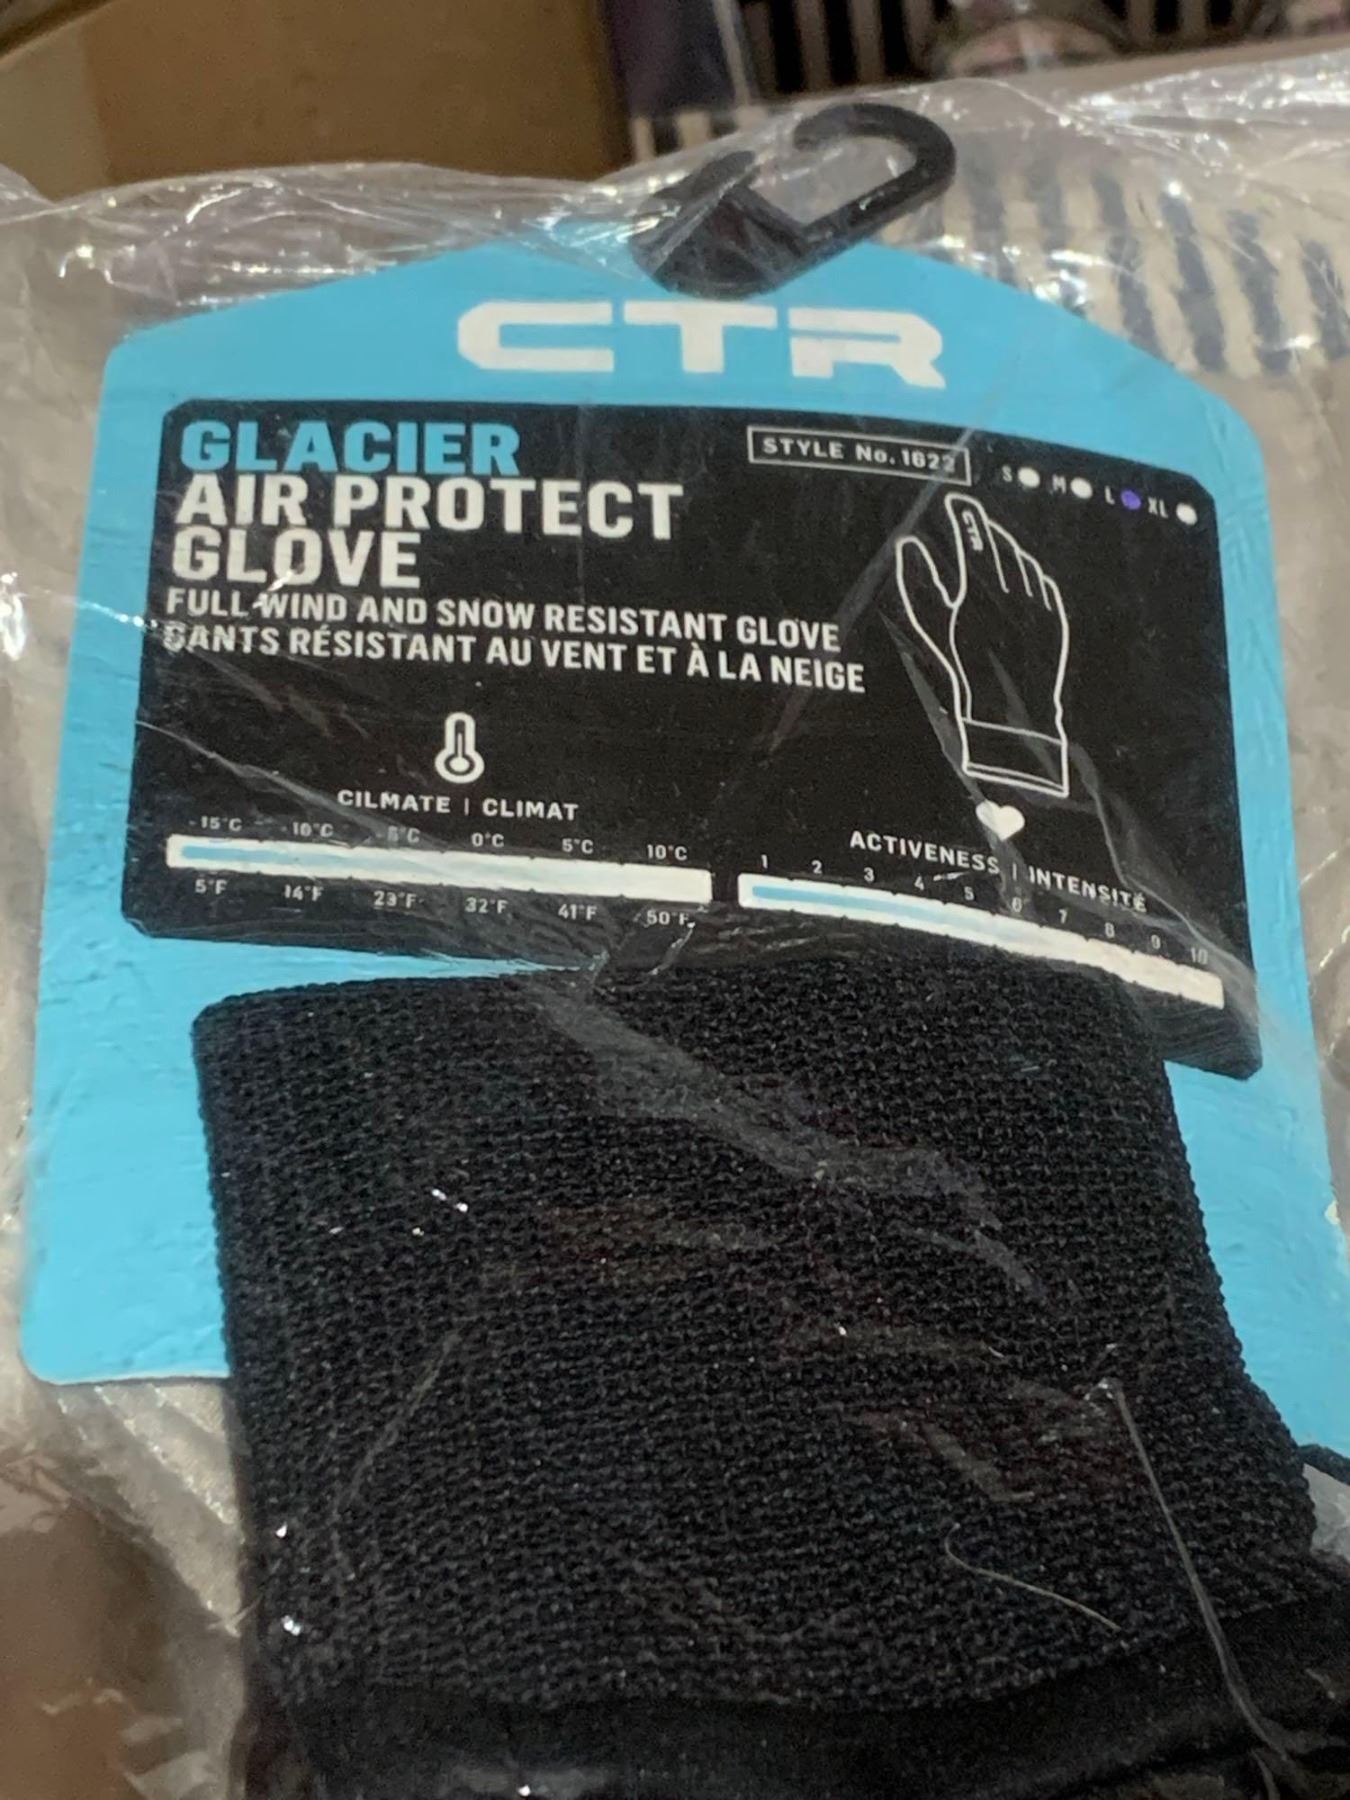 CTR
GLACIER
AIR PROTECT
GLOVE
STYLE No. 1622
S M L XL
CTR
FULL WIND AND SNOW RESISTANT GLOVE
GANTS RÉSISTANT AU VENT ET À LA NEIGE
CILMATE | CLIMAT
-15°C -10°C -5°C 0°C 5°C 10°C
5°F 14°F 23°F 32°F 41°F 50°F
ACTIVENESS | INTENSITÉ
1 2 3 4 5 6 7 8 9 10